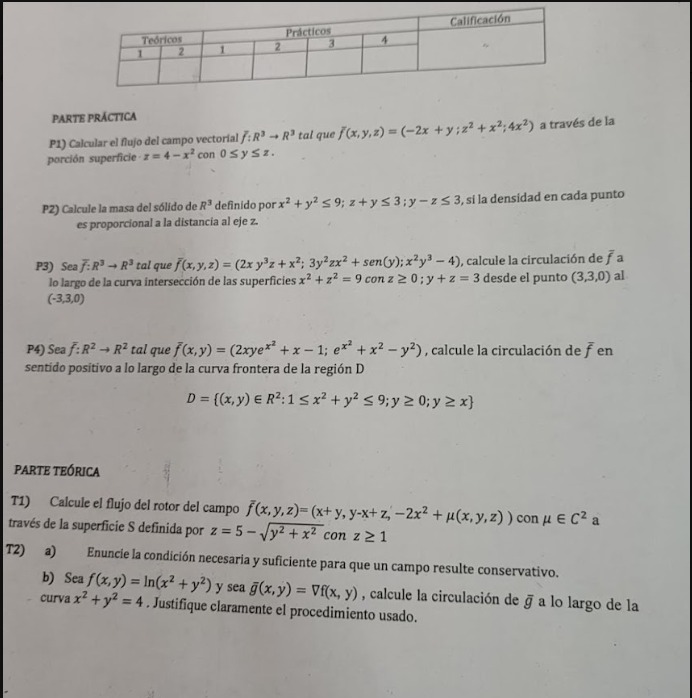 Teóricos Prácticos Calificación
1 2 1 2 3 4
PARTE PRÁCTICA
P1) Calcular el flujo del campo vectorial f̄: R³ → R³ tal que f̄(x, y, z) = (−2x + y ; z² + x²; 4x²) a través de la
porción superficie z = 4 − x² con 0 ≤ y ≤ z .
P2) Calcule la masa del sólido de R³ definido por x² + y² ≤ 9; z + y ≤ 3 ; y − z ≤ 3, si la densidad en cada punto
es proporcional a la distancia al eje z.
P3) Sea f̄: R³ → R³ tal que f̄(x, y, z) = (2x y³z + x²; 3y²zx² + sen(y); x²y³ − 4), calcule la circulación de f̄ a
lo largo de la curva intersección de las superficies x² + z² = 9 con z ≥ 0 ; y + z = 3 desde el punto (3,3,0) al
(-3,3,0)
P4) Sea f̄: R² → R² tal que f̄(x, y) = (2xye^{x²} + x − 1; e^{x²} + x² − y²) , calcule la circulación de f̄ en
sentido positivo a lo largo de la curva frontera de la región D
D = {(x, y) ∈ R²: 1 ≤ x² + y² ≤ 9; y ≥ 0; y ≥ x}
PARTE TEÓRICA
T1) Calcule el flujo del rotor del campo f̄(x, y, z)= (x+ y, y-x+ z, −2x² + μ(x, y, z) ) con μ ∈ C² a
través de la superficie S definida por z = 5 − √(y² + x²) con z ≥ 1
T2) a) Enuncie la condición necesaria y suficiente para que un campo resulte conservativo.
b) Sea f(x, y) = ln(x² + y²) y sea ḡ(x, y) = ∇f(x, y) , calcule la circulación de ḡ a lo largo de la
curva x² + y² = 4 . Justifique claramente el procedimiento usado.